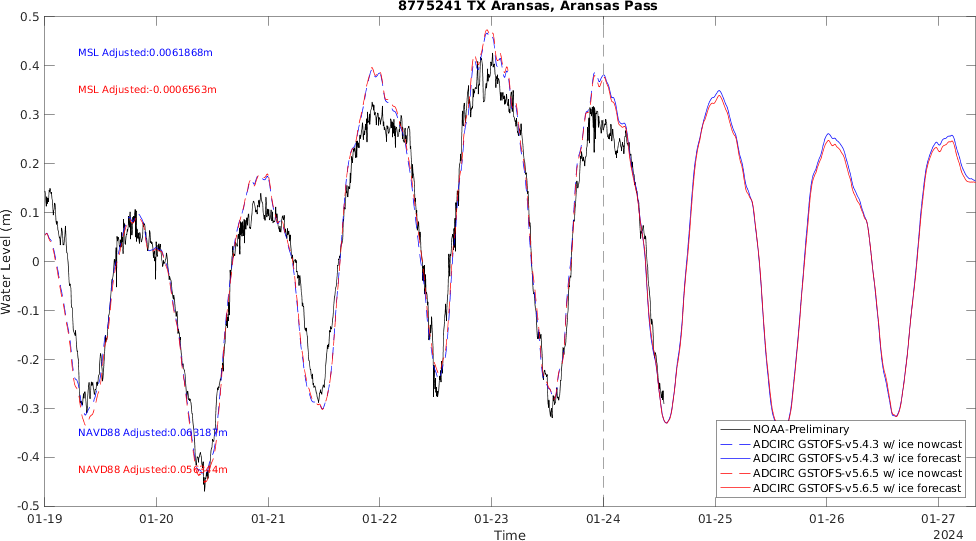 8775241 TX Aransas, Aransas Pass
0.5
0.4
0.3
0.2
0.1
0
-0.1
-0.2
-0.3
-0.4
-0.5
Water Level (m)
MSL Adjusted:0.0061868m
MSL Adjusted:-0.0006563m
NAVD88 Adjusted:0.063187m
NAVD88 Adjusted:0.056344m
NOAA-Preliminary
ADCIRC GSTOFS-v5.4.3 w/ ice nowcast
ADCIRC GSTOFS-v5.4.3 w/ ice forecast
ADCIRC GSTOFS-v5.6.5 w/ ice nowcast
ADCIRC GSTOFS-v5.6.5 w/ ice forecast
01-19 01-20 01-21 01-22 01-23 01-24 01-25 01-26 01-27
Time
2024